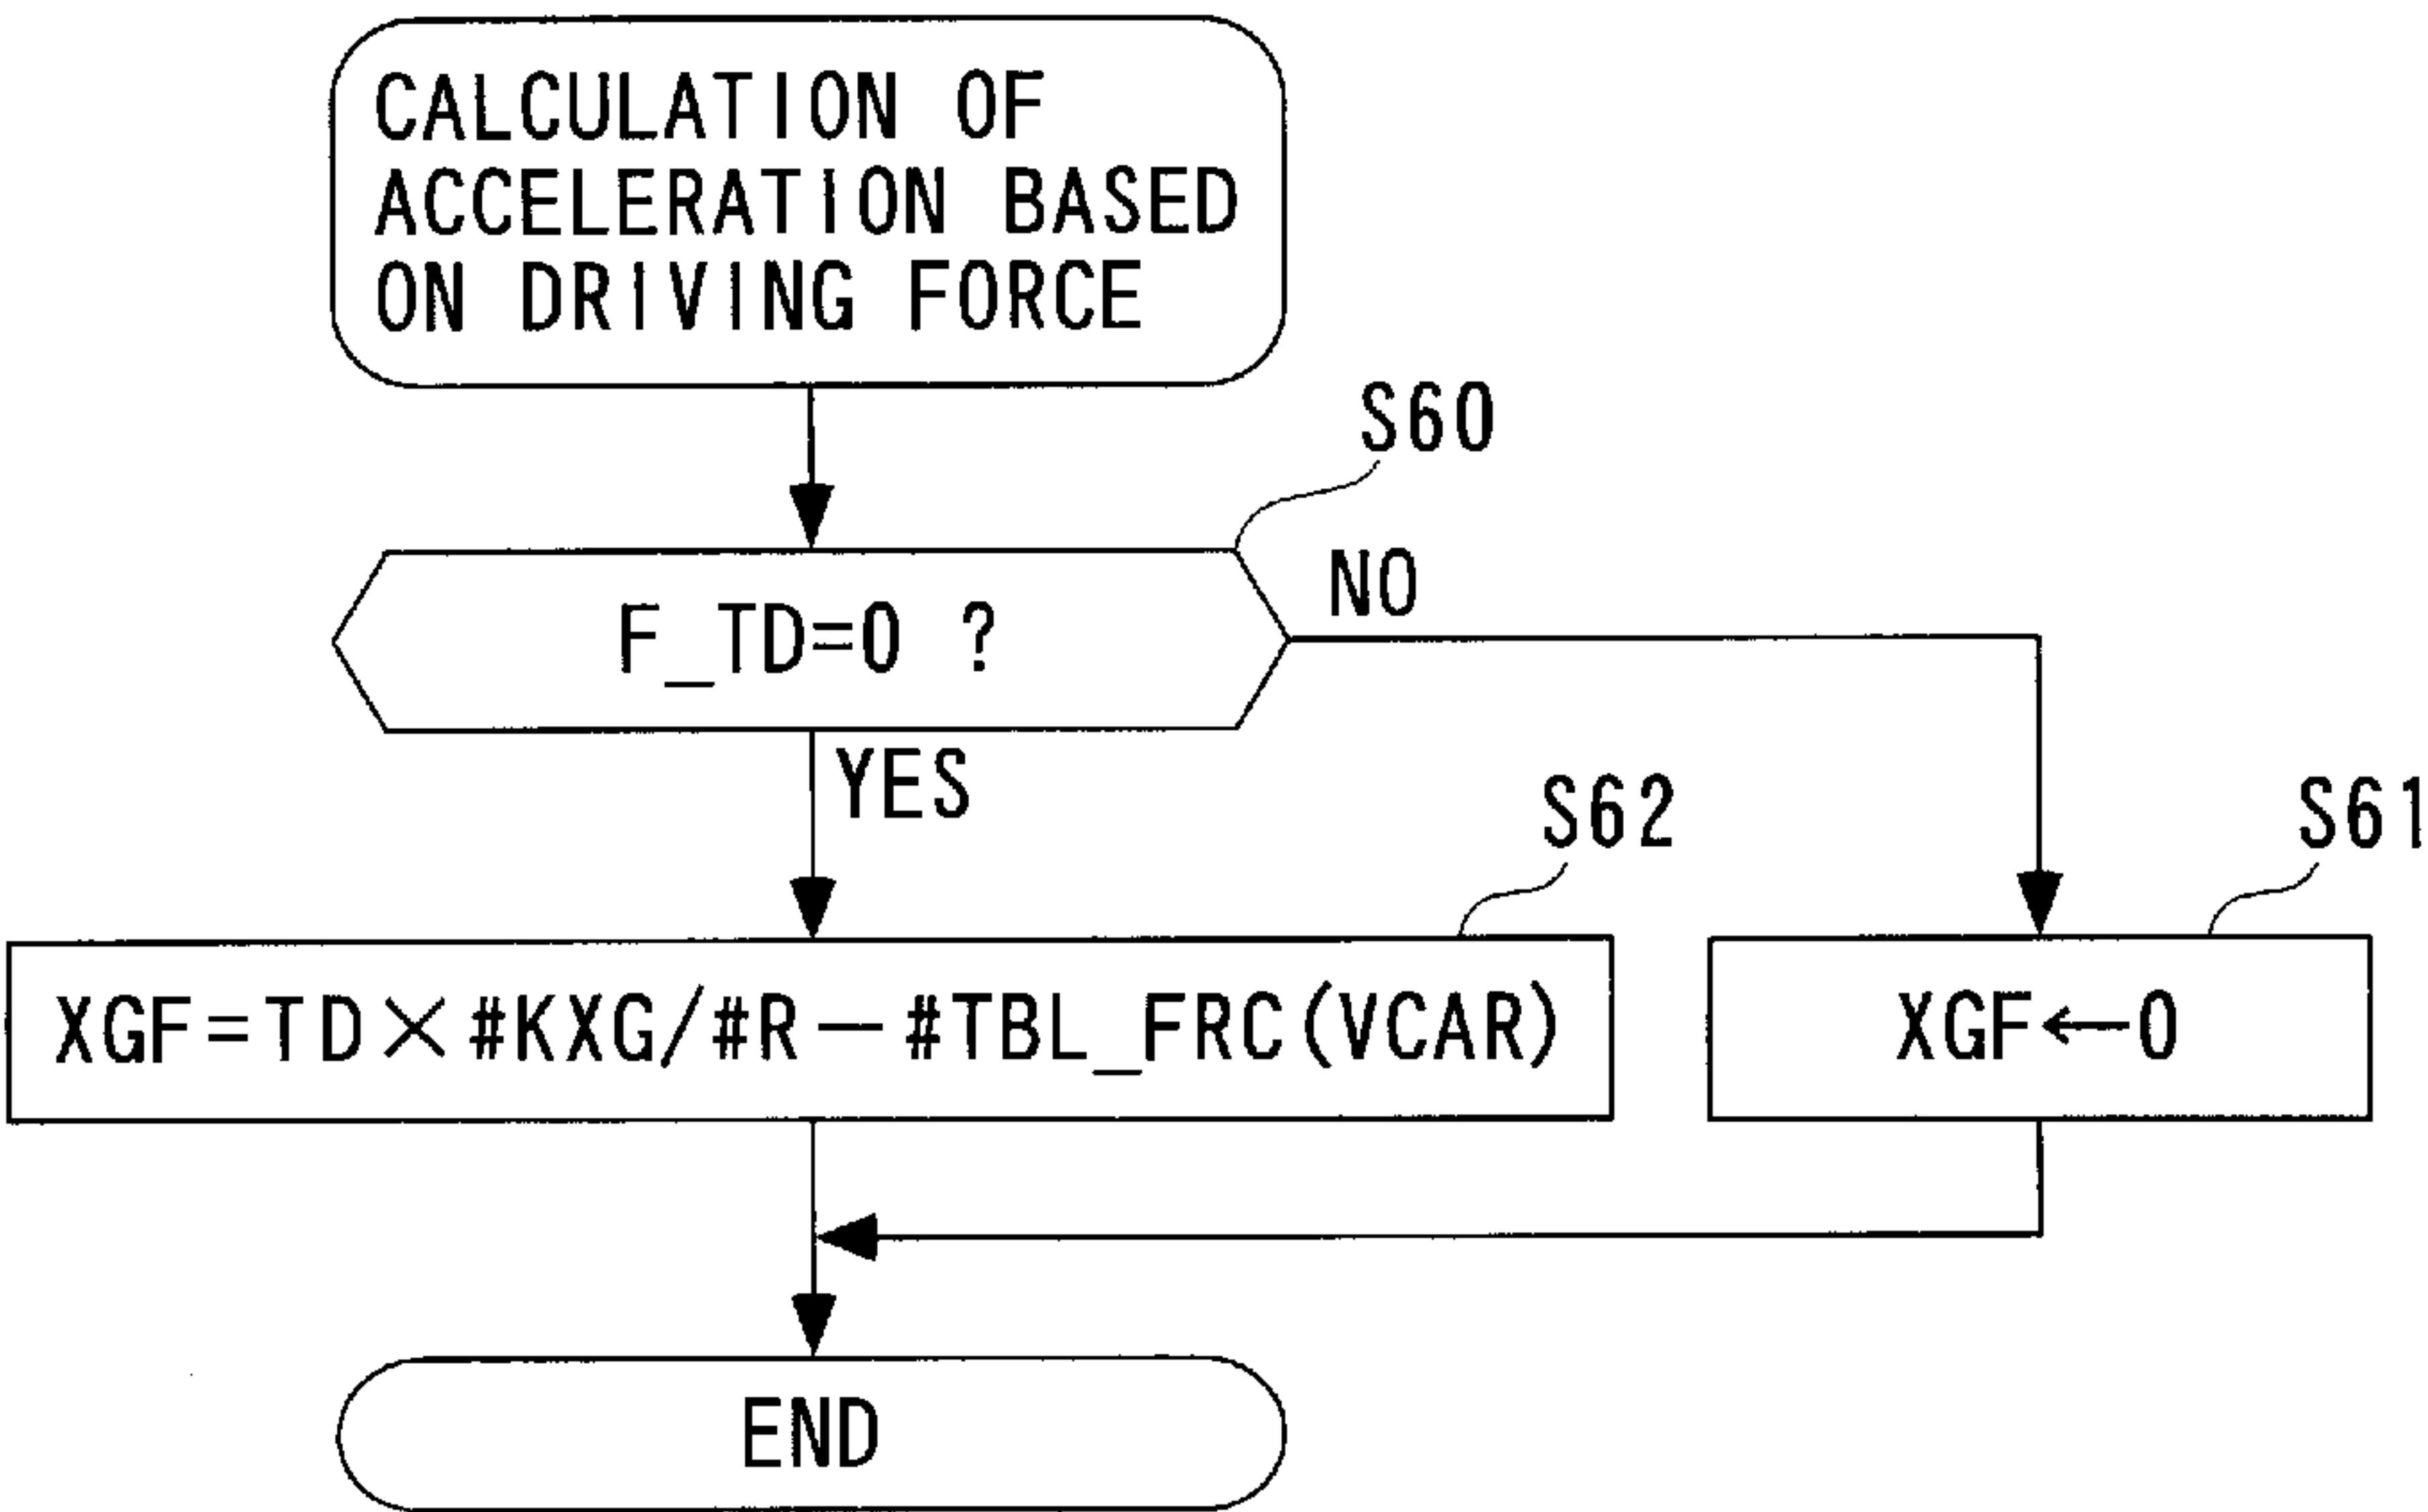 CALCULATION OF
ACCELERATION BASED
ON DRIVING FORCE
S60
F_TD=0 ?
NO
YES
S62
S61
XGF=TD×#KXG/#R-#TBL_FRC(VCAR)
XGF←0
END